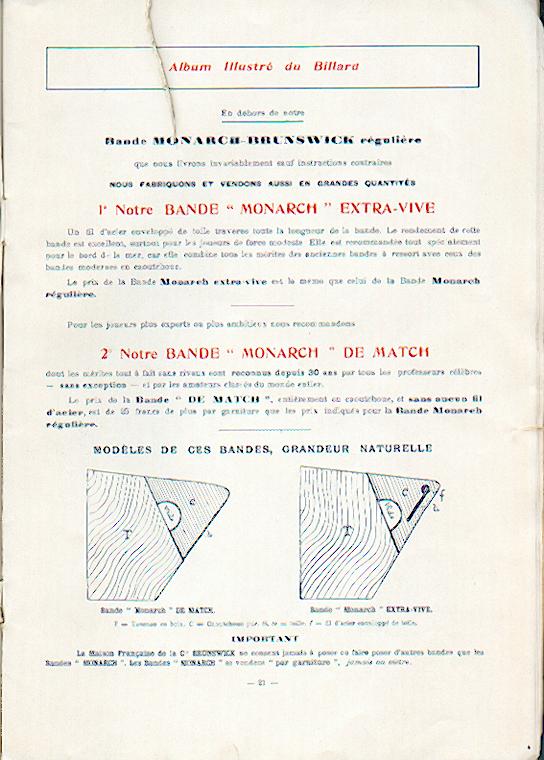 Album Illustré du Billard
En dehors de notre
Bande MONARCH-BRUNSWICK régulière
que nous livrons invariablement sauf instructions contraires
NOUS FABRIQUONS ET VENDONS AUSSI EN GRANDES QUANTITÉS
1° Notre BANDE “ MONARCH ” EXTRA-VIVE
Un fil d'acier enveloppé de toile traverse toute la longueur de la bande. Le rendement de cette
bande est excellent, surtout pour les joueurs de force modeste. Elle est recommandée tout spécialement
pour le bord de la mer, car elle combine tous les mérites des anciennes bandes à ressort avec ceux des
bandes modernes en caoutchouc.
Le prix de la Bande Monarch extra-vive est le même que celui de la Bande Monarch
régulière.
Pour les joueurs plus experts ou plus ambitieux nous recommandons
2° Notre BANDE “ MONARCH ” DE MATCH
dont les mérites tout à fait sans rivaux sont reconnus depuis 30 ans par tous les professeurs célèbres
— sans exception — et par les amateurs classés du monde entier.
Le prix de la Bande “ DE MATCH ”, entièrement en caoutchouc, et sans aucun fil
d'acier, est de 25 francs de plus par garniture que les prix indiqués pour la Bande Monarch
régulière.
MODÈLES DE CES BANDES, GRANDEUR NATURELLE
T C
T C f
Bande “ Monarch ” DE MATCH.
Bande “ Monarch ” EXTRA-VIVE.
T = en bois. C = Caoutchouc pur. toile. f = fil d'acier enveloppé de toile.
IMPORTANT
La Maison Française de la Cie BRUNSWICK ne consent jamais à poser ou faire poser d'autres bandes que les
Bandes “ MONARCH ”. Les Bandes “ MONARCH ” se vendent “ par garniture ”, jamais au mètre.
— 21 —